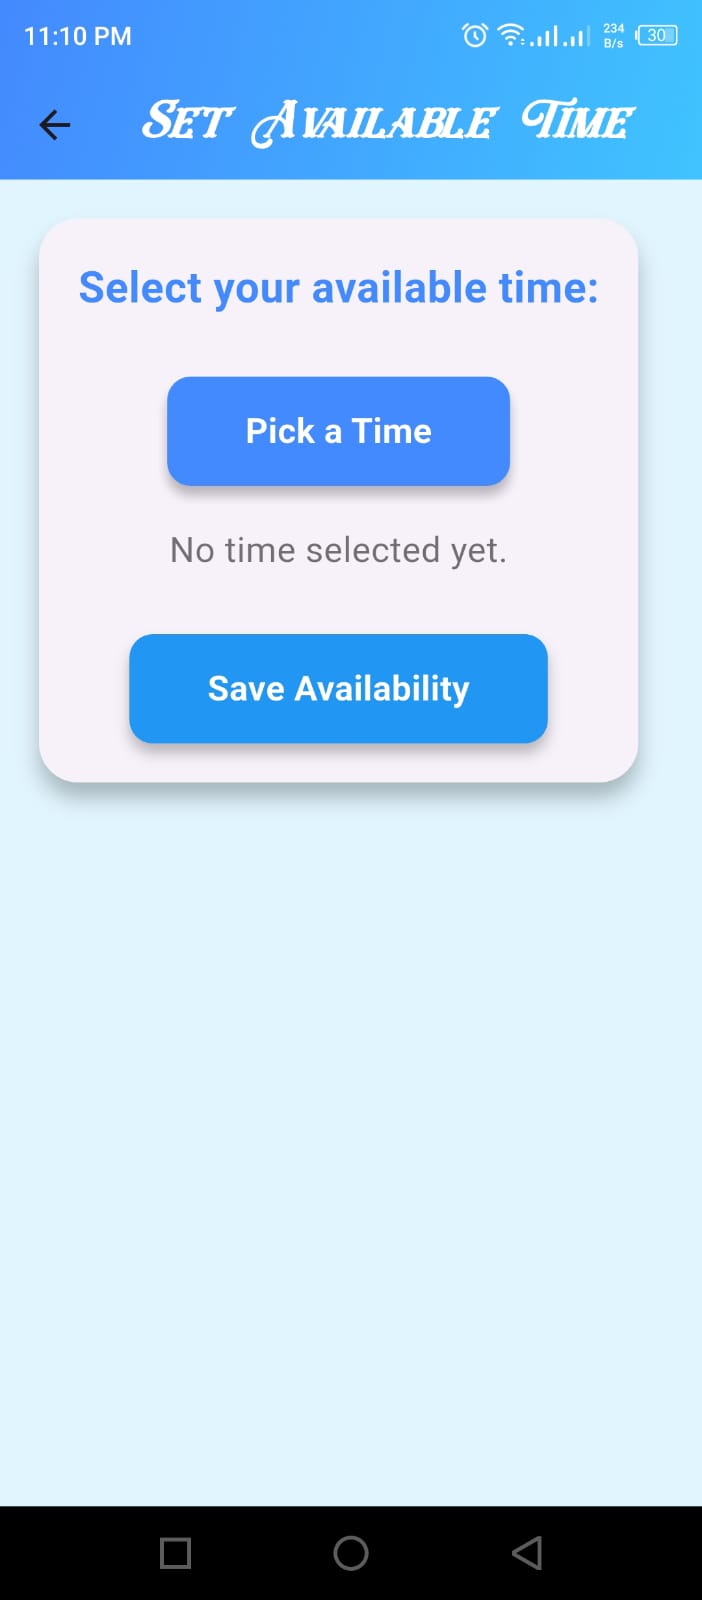 11:10 PM
234
B/s
30
Set Available Time
Select your available time:
Pick a Time
No time selected yet.
Save Availability